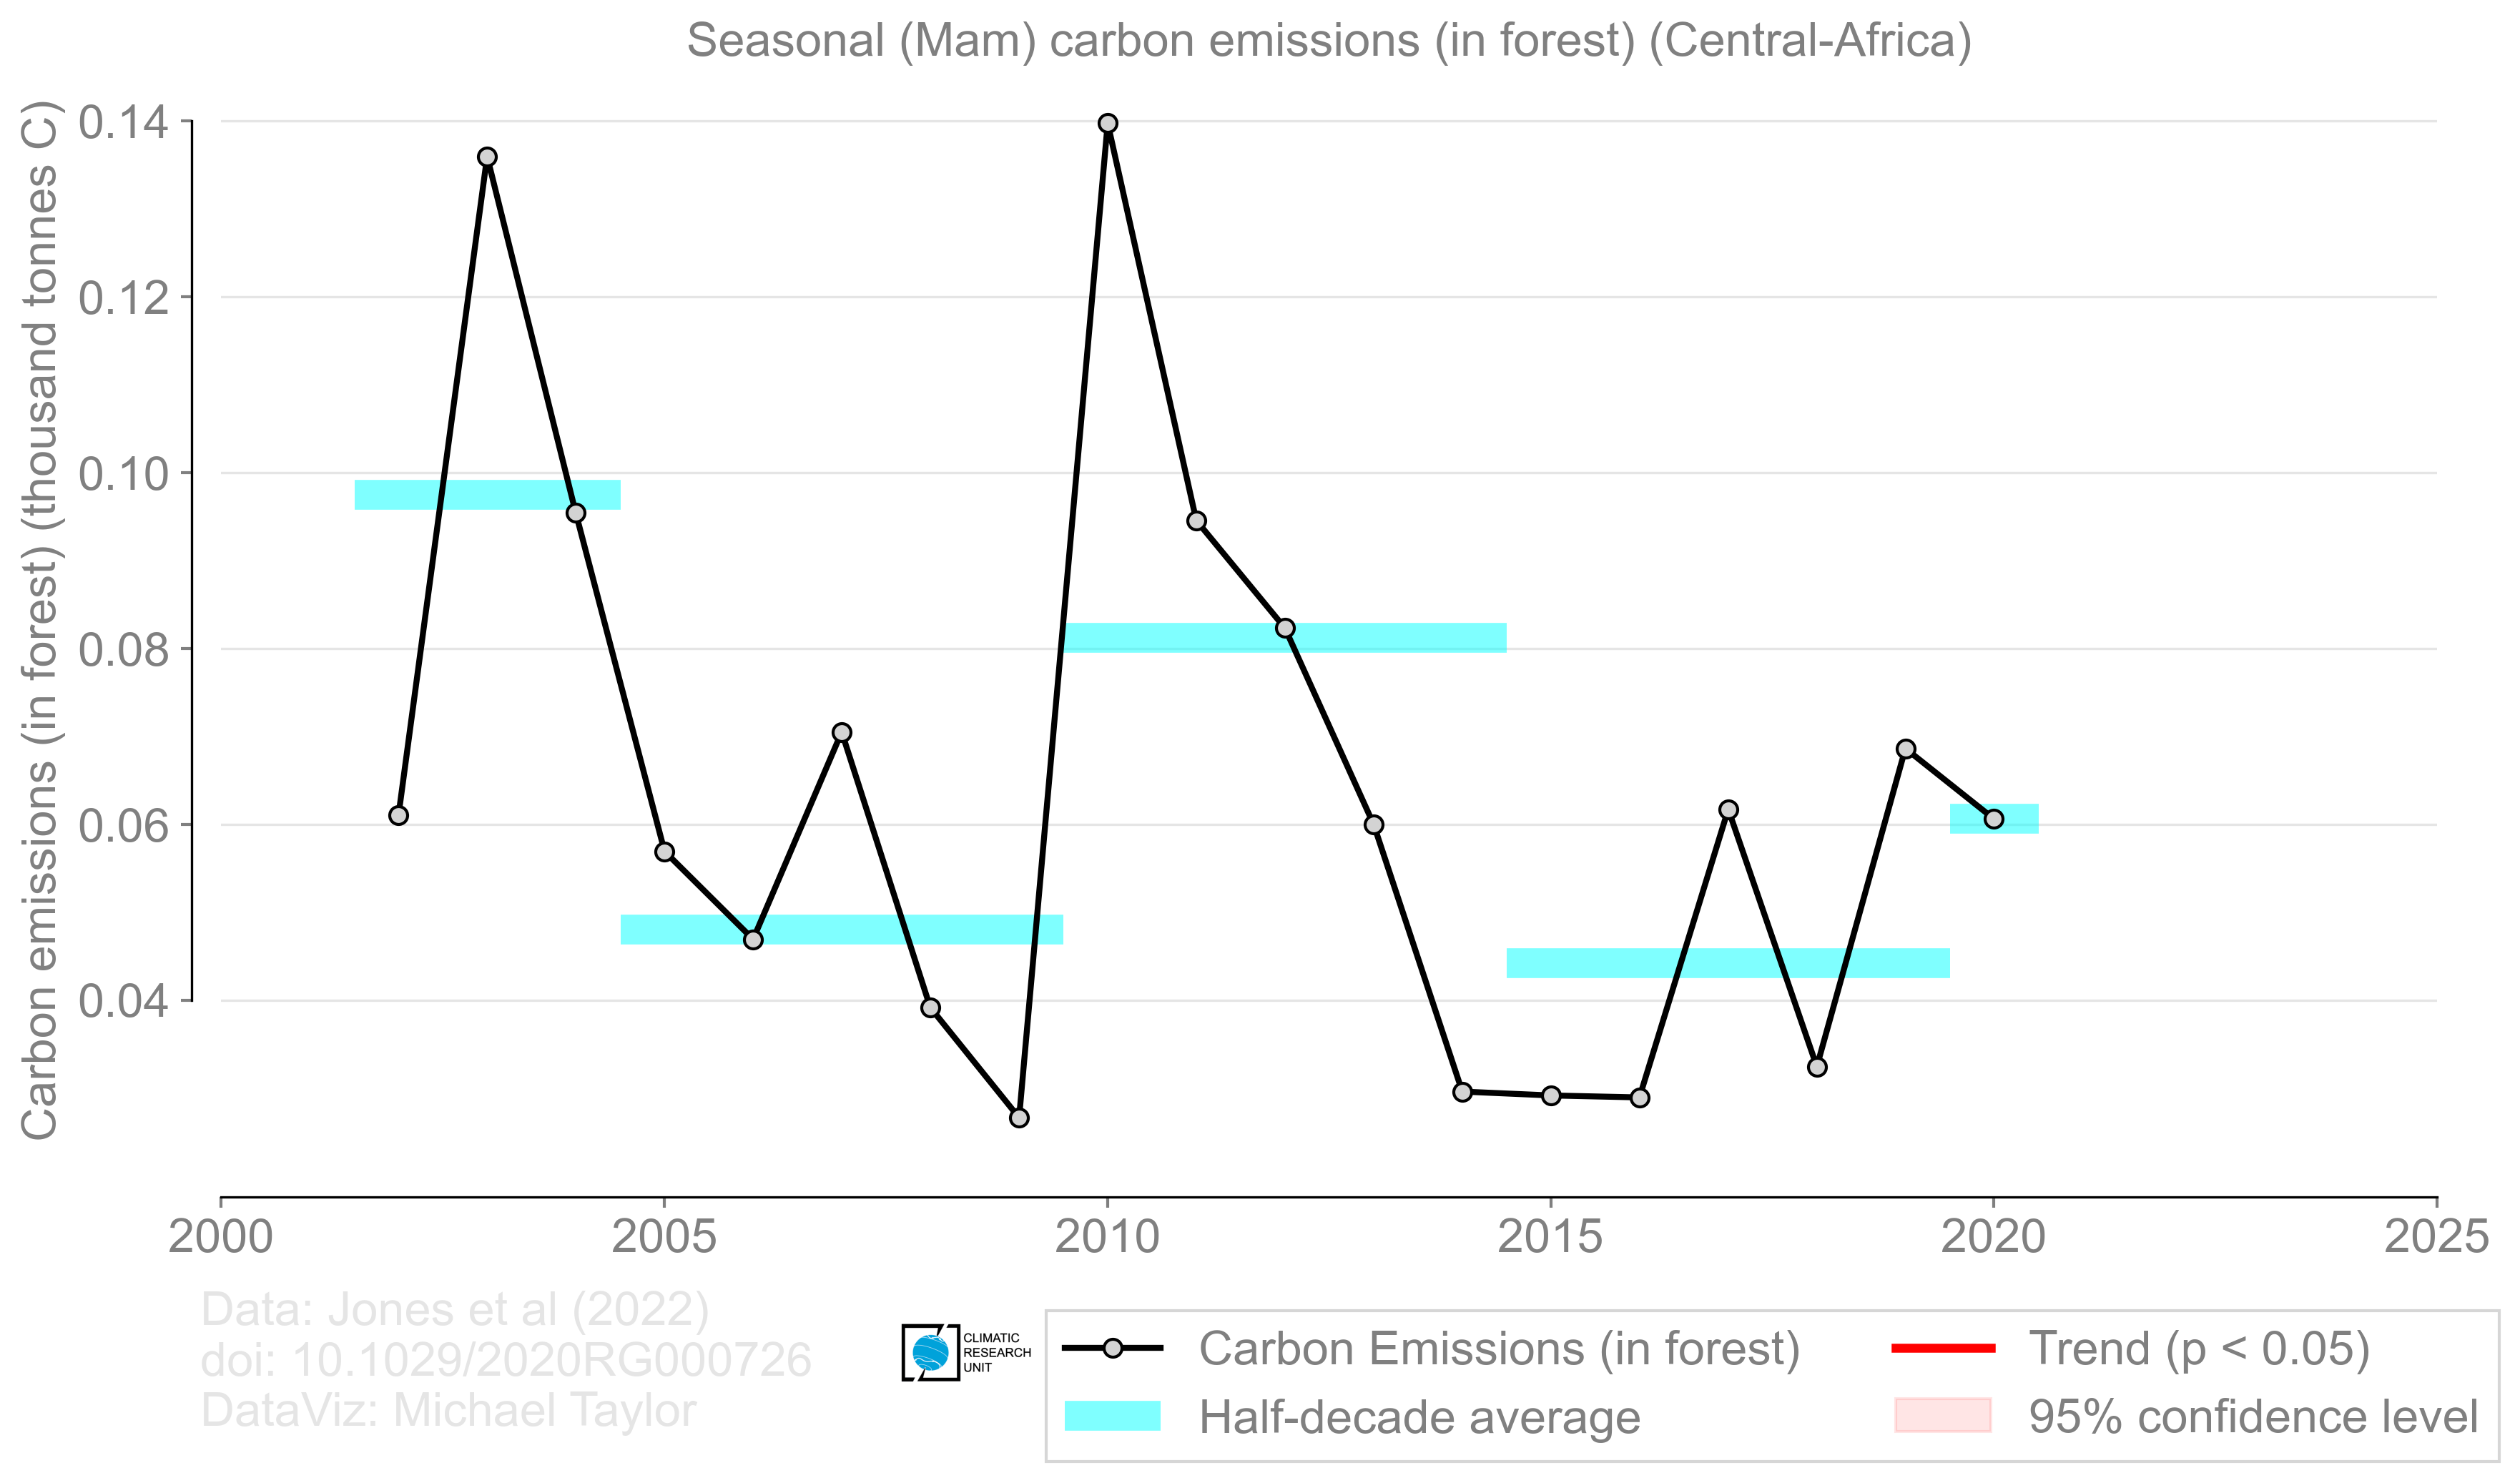 Seasonal (Mam) carbon emissions (in forest) (Central-Africa)
Carbon emissions (in forest) (thousand tonnes C)
0.14
0.12
0.10
0.08
0.06
0.04
2000 2005 2010 2015 2020 2025
Data: Jones et al (2022)
doi: 10.1029/2020RG000726
DataViz: Michael Taylor
CLIMATIC
RESEARCH
UNIT
Carbon Emissions (in forest)
Half-decade average
Trend (p < 0.05)
95% confidence level